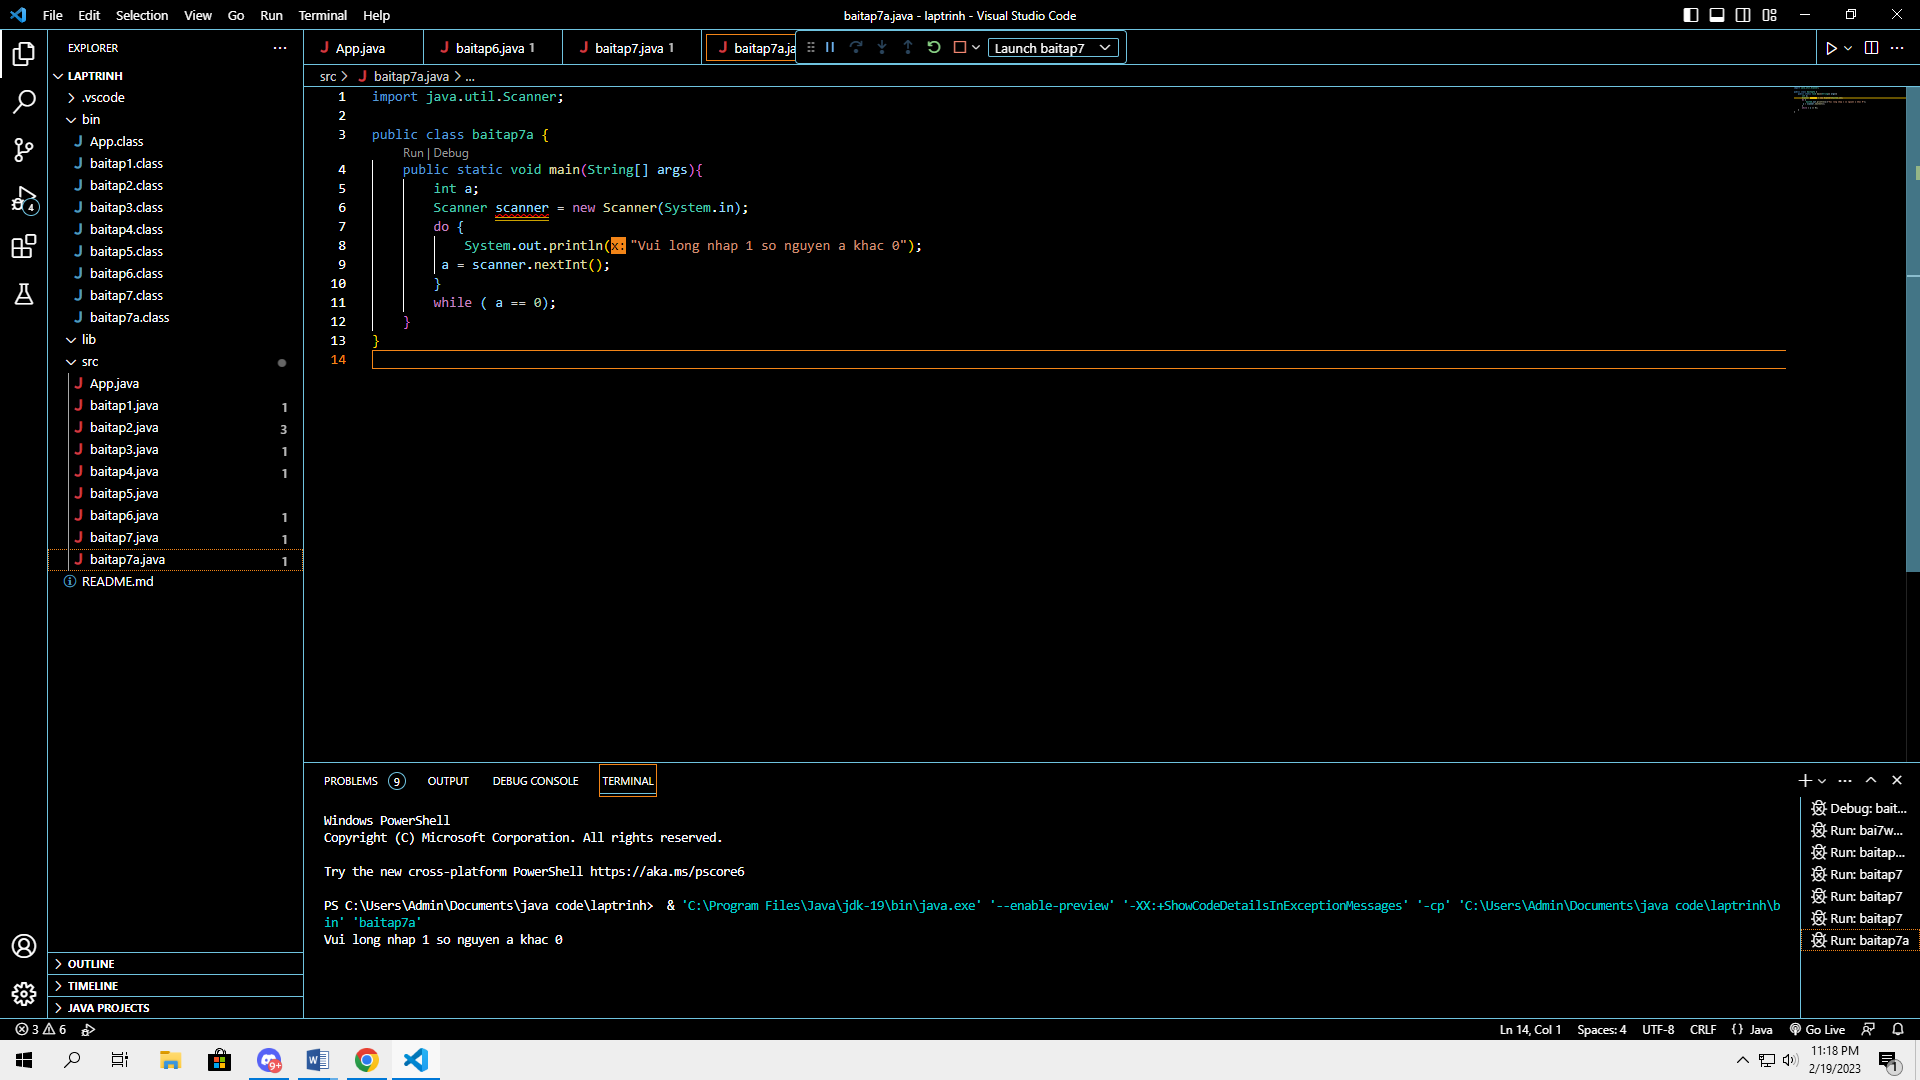 File Edit Selection View Go Run Terminal Help
baitap7a.java - laptrinh - Visual Studio Code
EXPLORER
LAPTRINH
.vscode
bin
App.class
baitap1.class
baitap2.class
baitap3.class
baitap4.class
baitap5.class
baitap6.class
baitap7.class
baitap7a.class
lib
src
App.java
baitap1.java 1
baitap2.java 3
baitap3.java 1
baitap4.java 1
baitap5.java
baitap6.java 1
baitap7.java 1
baitap7a.java 1
README.md
OUTLINE
TIMELINE
JAVA PROJECTS
4
App.java baitap6.java 1 baitap7.java 1 baitap7a.ja Launch baitap7
src > baitap7a.java > ...
1 import java.util.Scanner;
2
3 public class baitap7a {
Run | Debug
4 public static void main(String[] args){
5 int a;
6 Scanner scanner = new Scanner(System.in);
7 do {
8 System.out.println(x: "Vui long nhap 1 so nguyen a khac 0");
9 a = scanner.nextInt();
10 }
11 while ( a == 0);
12 }
13 }
14
PROBLEMS 9 OUTPUT DEBUG CONSOLE TERMINAL
Windows PowerShell
Copyright (C) Microsoft Corporation. All rights reserved.
Try the new cross-platform PowerShell https://aka.ms/pscore6
PS C:\Users\Admin\Documents\java code\laptrinh>  & 'C:\Program Files\Java\jdk-19\bin\java.exe' '--enable-preview' '-XX:+ShowCodeDetailsInExceptionMessages' '-cp' 'C:\Users\Admin\Documents\java code\laptrinh\b
in' 'baitap7a'
Vui long nhap 1 so nguyen a khac 0
Debug: bait...
Run: bai7w...
Run: baitap...
Run: baitap7
Run: baitap7
Run: baitap7
Run: baitap7a
3 6
Ln 14, Col 1 Spaces: 4 UTF-8 CRLF {} Java Go Live
9+
11:18 PM
2/19/2023
1